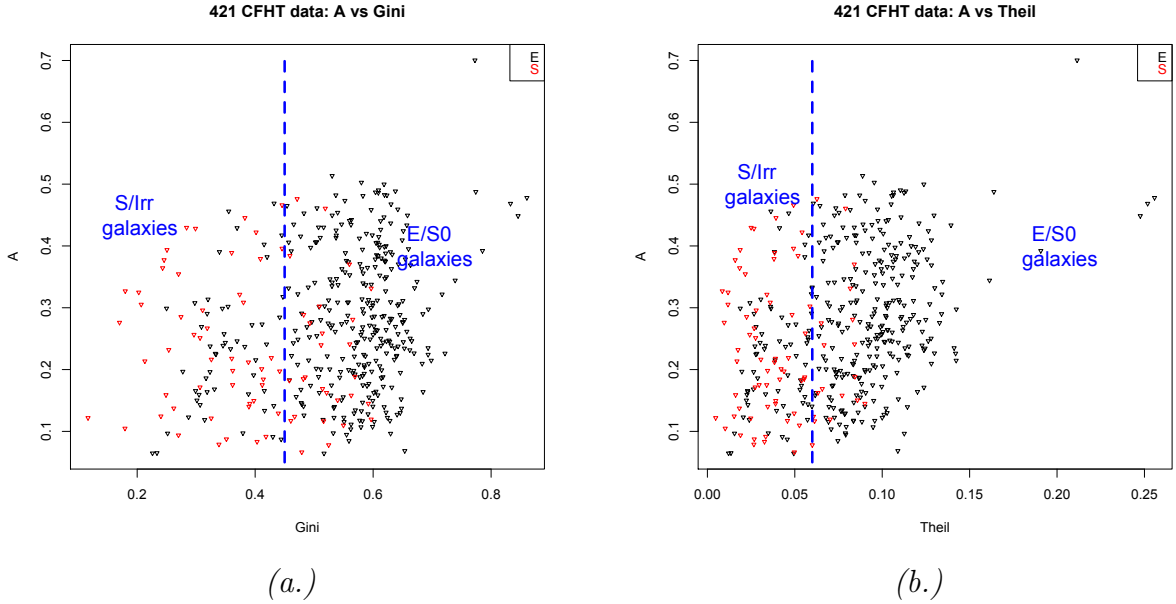 421 CFHT data: A vs Gini
E
S
S/Irr
galaxies
E/S0
galaxies
A
0.7
0.6
0.5
0.4
0.3
0.2
0.1
0.2
0.4
0.6
0.8
Gini
(a.)
421 CFHT data: A vs Theil
E
S
S/Irr
galaxies
E/S0
galaxies
A
0.7
0.6
0.5
0.4
0.3
0.2
0.1
0.00
0.05
0.10
0.15
0.20
0.25
Theil
(b.)